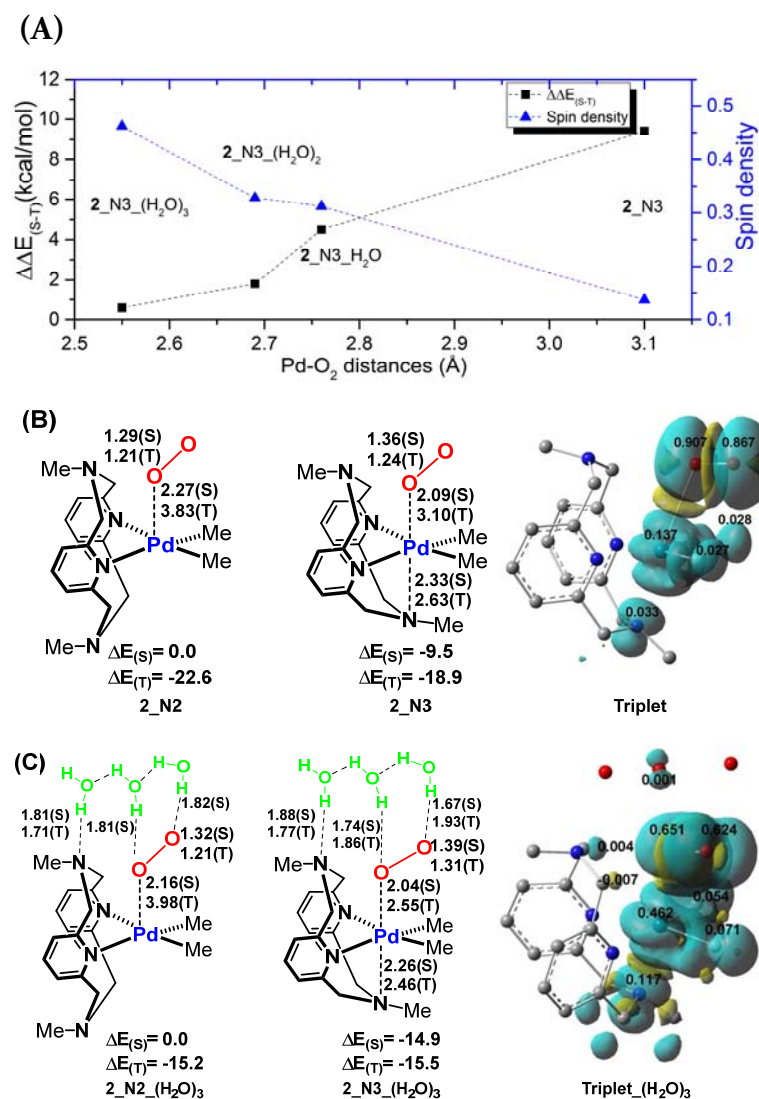 (A)
12
10
8
6
4
2
0
ΔΔE(S-T)(kcal/mol)
0.5
0.4
0.3
0.2
0.1
Spin density
ΔΔE(S-T)
Spin density
2_N3_(H2O)2
2_N3_(H2O)3
2_N3
2_N3_H2O
2.5 2.6 2.7 2.8 2.9 3.0 3.1
Pd-O2 distances (Å)
(B)
1.29(S)
1.21(T)
O
O
MeN
2.27(S)
3.83(T)
N
N
Pd
Me
Me
MeN
ΔE(S)= 0.0
ΔE(T)= -22.6
2_N2
1.36(S)
1.24(T)
O
O
MeN
2.09(S)
3.10(T)
N
N
Pd
Me
Me
2.33(S)
2.63(T)
N
Me
ΔE(S)= -9.5
ΔE(T)= -18.9
2_N3
0.907
0.867
0.028
0.137
0.027
0.033
Triplet
(C)
H H H
O O O
H H H
1.81(S)
1.71(T)
1.81(S)
1.82(S)
1.32(S)
1.21(T)
O
O
MeN
2.16(S)
3.98(T)
N
N
Pd
Me
Me
MeN
ΔE(S)= 0.0
ΔE(T)= -15.2
2_N2_(H2O)3
H H H
O O O
H H H
1.88(S)
1.77(T)
1.74(S)
1.86(T)
1.67(S)
1.93(T)
1.39(S)
1.31(T)
O
O
MeN
2.04(S)
2.55(T)
N
N
Pd
Me
Me
2.26(S)
2.46(T)
N
Me
ΔE(S)= -14.9
ΔE(T)= -15.5
2_N3_(H2O)3
0.001
0.651
0.624
0.004
-0.007
0.054
0.462
0.071
0.117
Triplet_(H2O)3